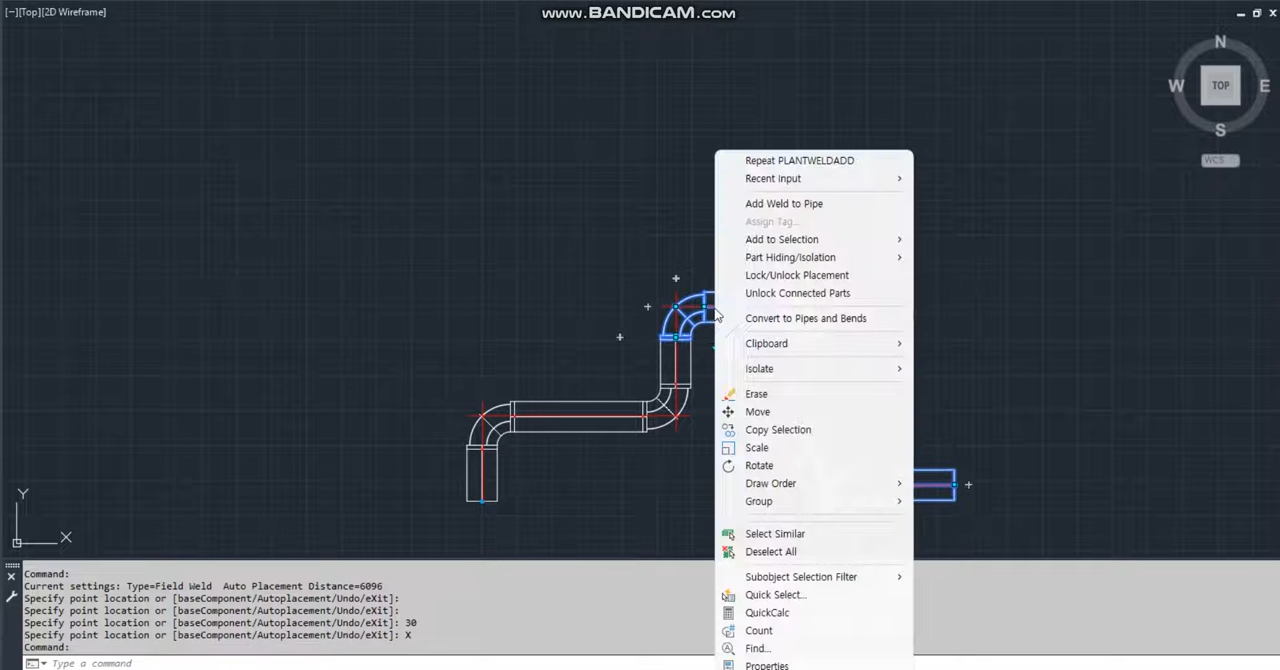 [−][Top][2D Wireframe]
www.BANDICAM.com
N
W
TOP
E
S
WCS
Repeat PLANTWELDADD
Recent Input
Add Weld to Pipe
Assign Tag...
Add to Selection
Part Hiding/Isolation
Lock/Unlock Placement
Unlock Connected Parts
Convert to Pipes and Bends
Clipboard
Isolate
Erase
Move
Copy Selection
Scale
Rotate
Draw Order
Group
Select Similar
Deselect All
Subobject Selection Filter
Quick Select...
QuickCalc
Count
Find...
Properties
Y
X
Command:
Current settings: Type=Field Weld  Auto Placement Distance=6096
Specify point location or [baseComponent/Autoplacement/Undo/eXit]:
Specify point location or [baseComponent/Autoplacement/Undo/eXit]:
Specify point location or [baseComponent/Autoplacement/Undo/eXit]: 30
Specify point location or [baseComponent/Autoplacement/Undo/eXit]: X
Command:
Type a command